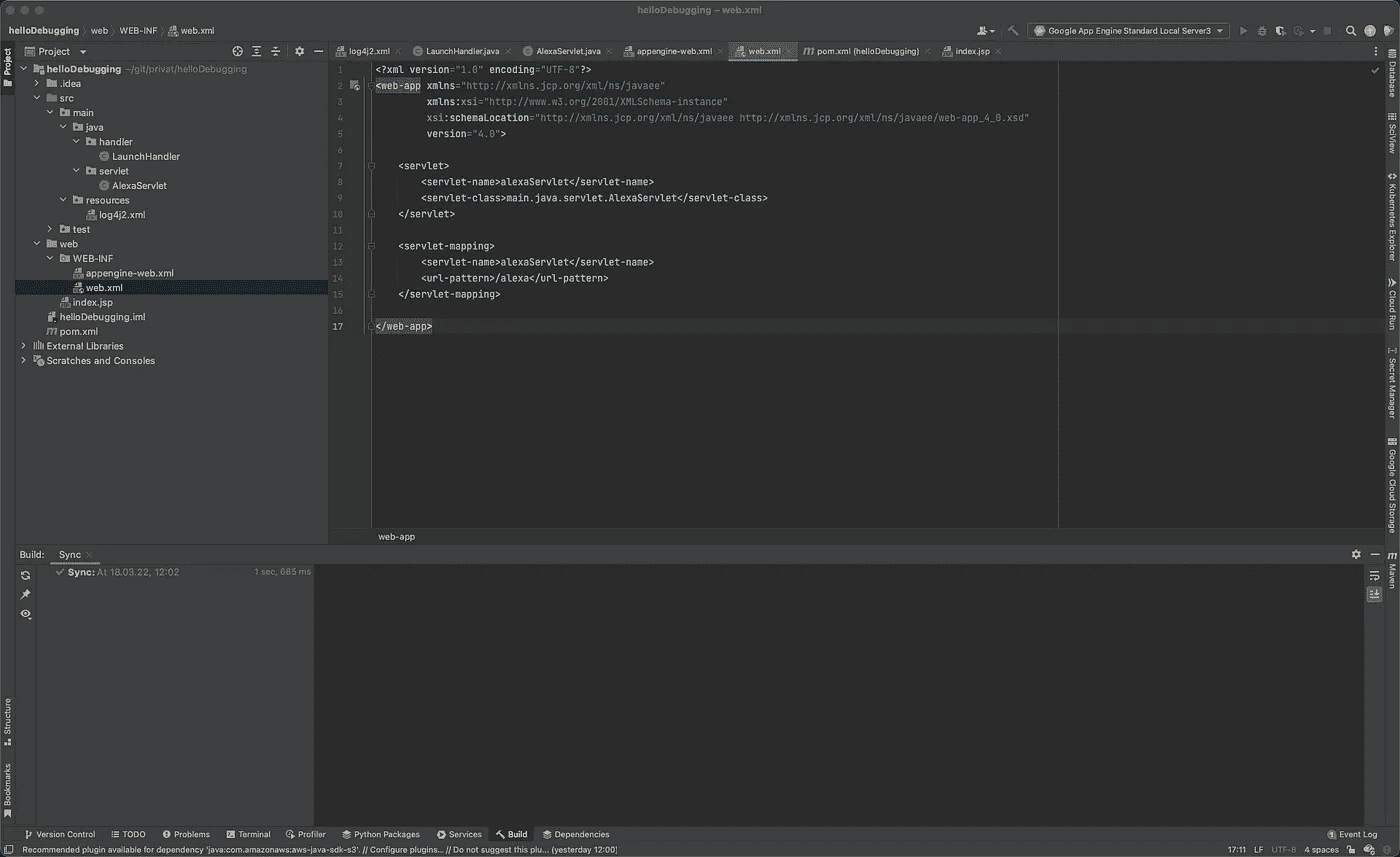 helloDebugging – web.xml
helloDebugging web WEB-INF web.xml
Google App Engine Standard Local Server3
Project
Project
log4j2.xml
LaunchHandler.java
AlexaServlet.java
appengine-web.xml
web.xml
pom.xml (helloDebugging)
index.jsp
helloDebugging ~/git/privat/helloDebugging
.idea
src
main
java
handler
LaunchHandler
servlet
AlexaServlet
resources
log4j2.xml
test
web
WEB-INF
appengine-web.xml
web.xml
index.jsp
helloDebugging.iml
pom.xml
External Libraries
Scratches and Consoles
1 <?xml version="1.0" encoding="UTF-8"?>
2 <web-app xmlns="http://xmlns.jcp.org/xml/ns/javaee"
3 xmlns:xsi="http://www.w3.org/2001/XMLSchema-instance"
4 xsi:schemaLocation="http://xmlns.jcp.org/xml/ns/javaee http://xmlns.jcp.org/xml/ns/javaee/web-app_4_0.xsd"
5 version="4.0">
6
7 <servlet>
8 <servlet-name>alexaServlet</servlet-name>
9 <servlet-class>main.java.servlet.AlexaServlet</servlet-class>
10 </servlet>
11
12 <servlet-mapping>
13 <servlet-name>alexaServlet</servlet-name>
14 <url-pattern>/alexa</url-pattern>
15 </servlet-mapping>
16
17 </web-app>
web-app
Database
SciView
Kubernetes Explorer
Cloud Run
Secret Manager
Google Cloud Storage
Maven
Build: Sync
Sync: At 18.03.22, 12:02 1 sec, 665 ms
Structure
Bookmarks
Version Control TODO Problems Terminal Profiler Python Packages Services Build Dependencies
1 Event Log
Recommended plugin available for dependency 'java:com.amazonaws:aws-java-sdk-s3'. // Configure plugins... // Do not suggest this plu... (yesterday 12:00)
17:11 LF UTF-8 4 spaces